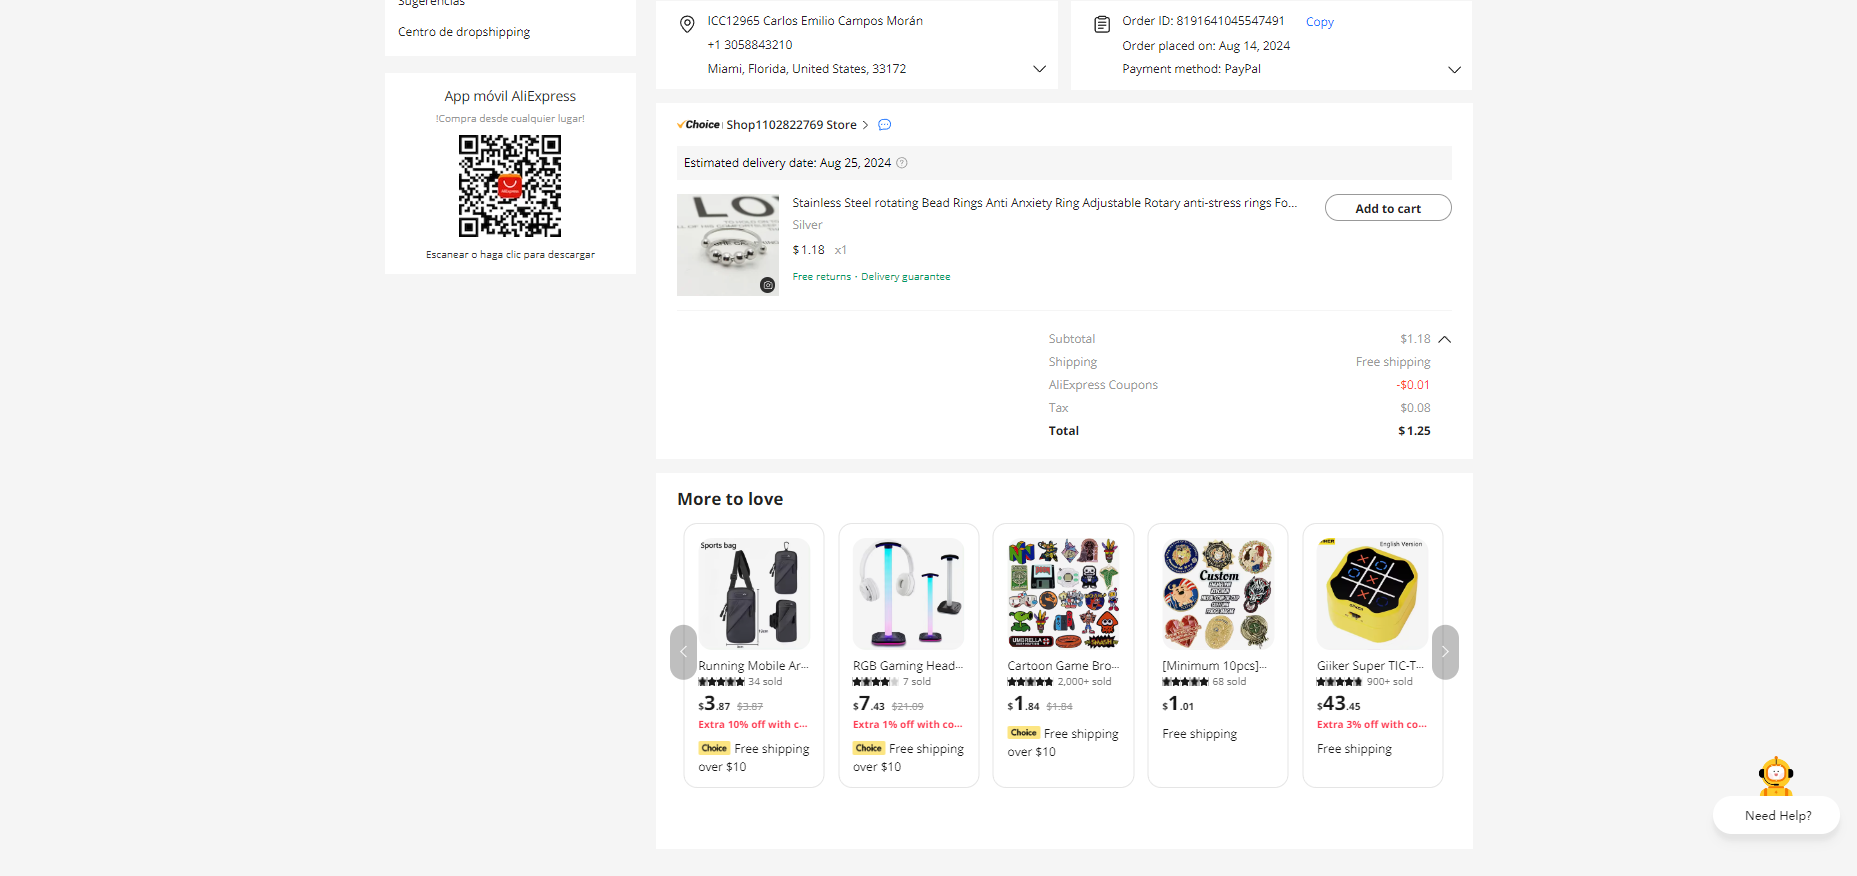 Sugerencias
Centro de dropshipping
App móvil AliExpress
!Compra desde cualquier lugar!
AliExpress
Escanear o haga clic para descargar
ICC12965 Carlos Emilio Campos Morán
+1 3058843210
Miami, Florida, United States, 33172
Order ID: 8191641045547491 Copy
Order placed on: Aug 14, 2024
Payment method: PayPal
Choice Shop1102822769 Store
Estimated delivery date: Aug 25, 2024
Stainless Steel rotating Bead Rings Anti Anxiety Ring Adjustable Rotary anti-stress rings Fo...
Add to cart
Silver
$1.18 x1
Free returns · Delivery guarantee
Subtotal $1.18
Shipping Free shipping
AliExpress Coupons -$0.01
Tax $0.08
Total $1.25
More to love
Sports bag
Running Mobile Ar...
34 sold
$3.87 $3.87
Extra 10% off with c...
Choice Free shipping
over $10
RGB Gaming Head...
7 sold
$7.43 $21.09
Extra 1% off with co...
Choice Free shipping
over $10
UMBRELLA
Cartoon Game Bro...
2,000+ sold
$1.84 $1.84
Choice Free shipping
over $10
Custom
[Minimum 10pcs]...
68 sold
$1.01
Free shipping
English Version
Giiker Super TIC-T...
900+ sold
$43.45
Extra 3% off with co...
Free shipping
Need Help?